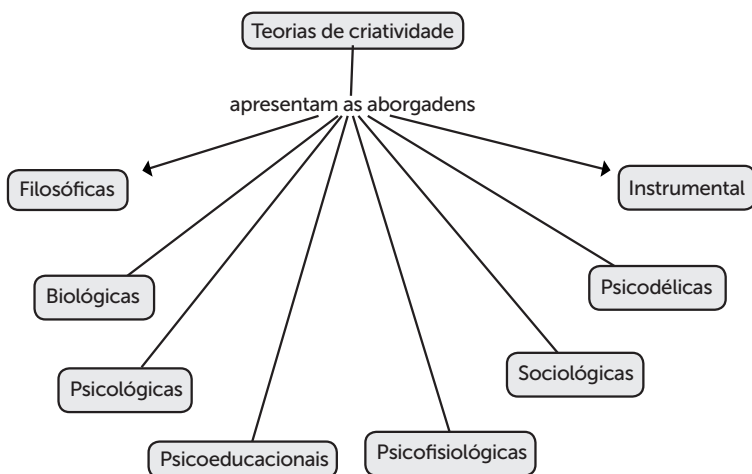 Teorias de criatividade
apresentam as aborgadens
Filosóficas
Instrumental
Biológicas
Psicodélicas
Psicológicas
Sociológicas
Psicoeducacionais
Psicofisiológicas